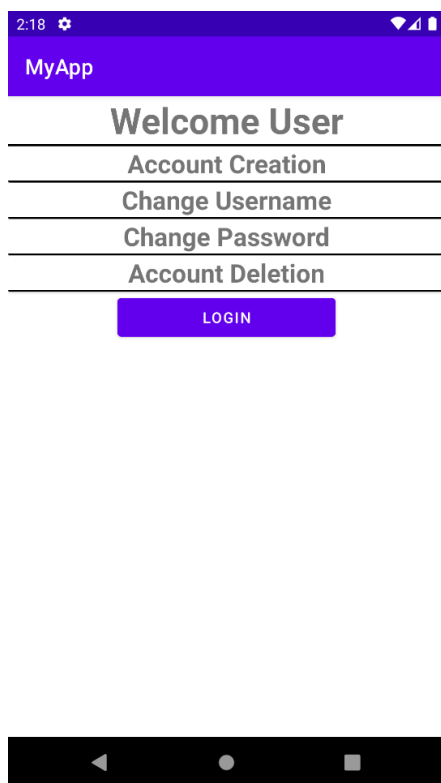 2:18
MyApp
Welcome User
Account Creation
Change Username
Change Password
Account Deletion
LOGIN